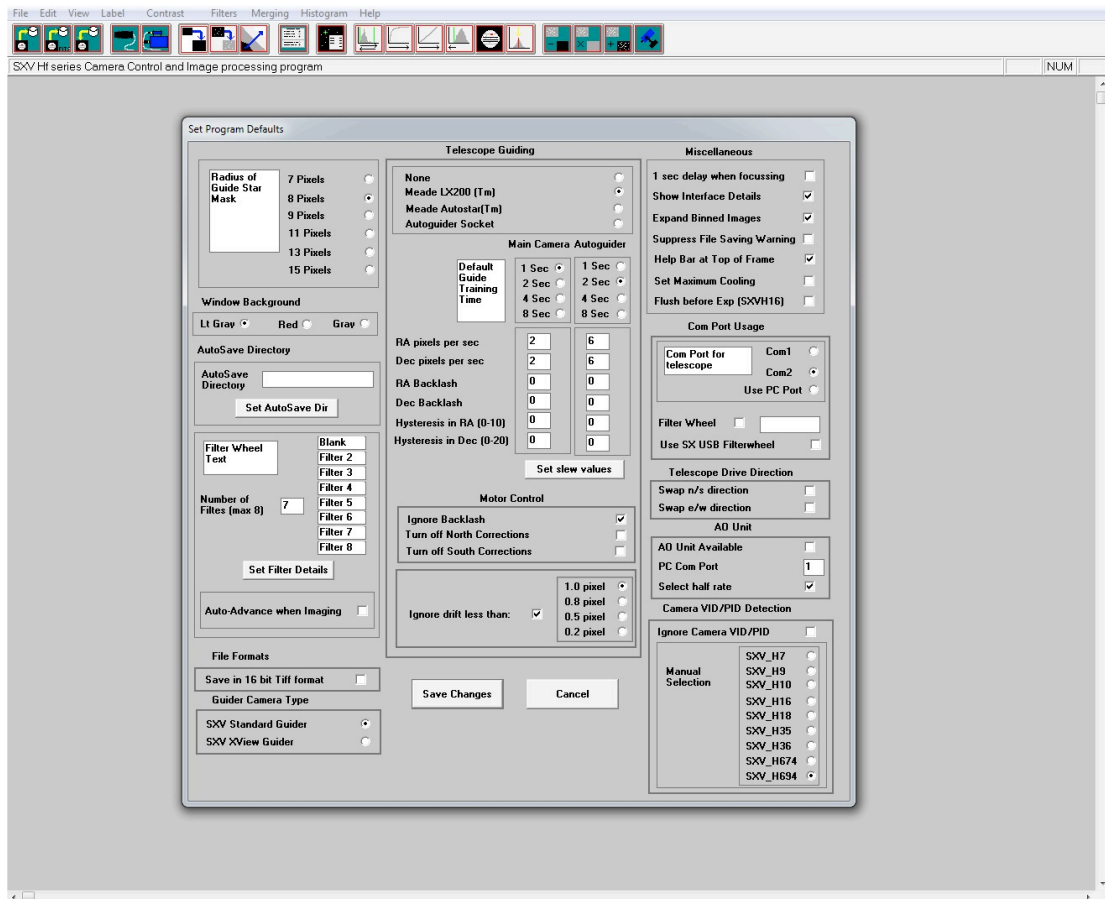 File Edit View Label Contrast Filters Merging Histogram Help
SXV Hf series Camera Control and Image processing program
NUM
Set Program Defaults
Radius of
Guide Star
Mask
7 Pixels
8 Pixels
9 Pixels
11 Pixels
13 Pixels
15 Pixels
Window Background
Lt Gray Red Gray
AutoSave Directory
AutoSave
Directory
Set AutoSave Dir
Filter Wheel
Text
Number of
Filtes (max 8)
7
Blank
Filter 2
Filter 3
Filter 4
Filter 5
Filter 6
Filter 7
Filter 8
Set Filter Details
Auto-Advance when Imaging
File Formats
Save in 16 bit Tiff format
Guider Camera Type
SXV Standard Guider
SXV XView Guider
Telescope Guiding
None
Meade LX200 (Tm)
Meade Autostar(Tm)
Autoguider Socket
Main Camera Autoguider
Default
Guide
Training
Time
1 Sec 1 Sec
2 Sec 2 Sec
4 Sec 4 Sec
8 Sec 8 Sec
RA pixels per sec 2 6
Dec pixels per sec 2 6
RA Backlash 0 0
Dec Backlash 0 0
Hysteresis in RA (0-10) 0 0
Hysteresis in Dec (0-20) 0 0
Set slew values
Motor Control
Ignore Backlash
Turn off North Corrections
Turn off South Corrections
Ignore drift less than:
1.0 pixel
0.8 pixel
0.5 pixel
0.2 pixel
Save Changes Cancel
Miscellaneous
1 sec delay when focussing
Show Interface Details
Expand Binned Images
Suppress File Saving Warning
Help Bar at Top of Frame
Set Maximum Cooling
Flush before Exp (SXVH16)
Com Port Usage
Com Port for
telescope
Com1
Com2
Use PC Port
Filter Wheel
Use SX USB Filterwheel
Telescope Drive Direction
Swap n/s direction
Swap e/w direction
AO Unit
AO Unit Available
PC Com Port 1
Select half rate
Camera VID/PID Detection
Ignore Camera VID/PID
Manual
Selection
SXV_H7
SXV_H9
SXV_H10
SXV_H16
SXV_H18
SXV_H35
SXV_H36
SXV_H674
SXV_H694